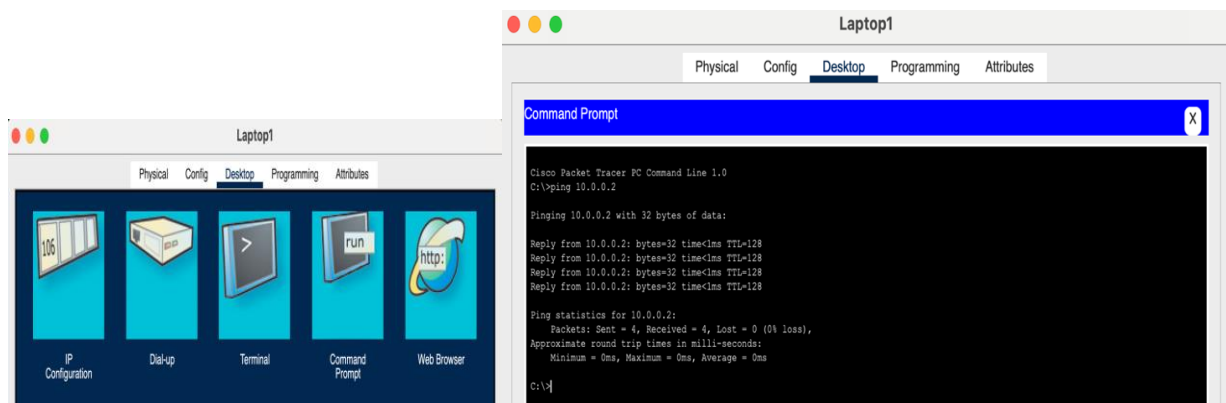 Laptop1
Physical Config Desktop Programming Attributes
106
>
run
http:
IP Configuration
Dial-up
Terminal
Command Prompt
Web Browser
Laptop1
Physical Config Desktop Programming Attributes
Command Prompt
X
Cisco Packet Tracer PC Command Line 1.0
C:\>ping 10.0.0.2
Pinging 10.0.0.2 with 32 bytes of data:
Reply from 10.0.0.2: bytes=32 time<1ms TTL=128
Reply from 10.0.0.2: bytes=32 time<1ms TTL=128
Reply from 10.0.0.2: bytes=32 time<1ms TTL=128
Reply from 10.0.0.2: bytes=32 time<1ms TTL=128
Ping statistics for 10.0.0.2:
Packets: Sent = 4, Received = 4, Lost = 0 (0% loss),
Approximate round trip times in milli-seconds:
Minimum = 0ms, Maximum = 0ms, Average = 0ms
C:\>